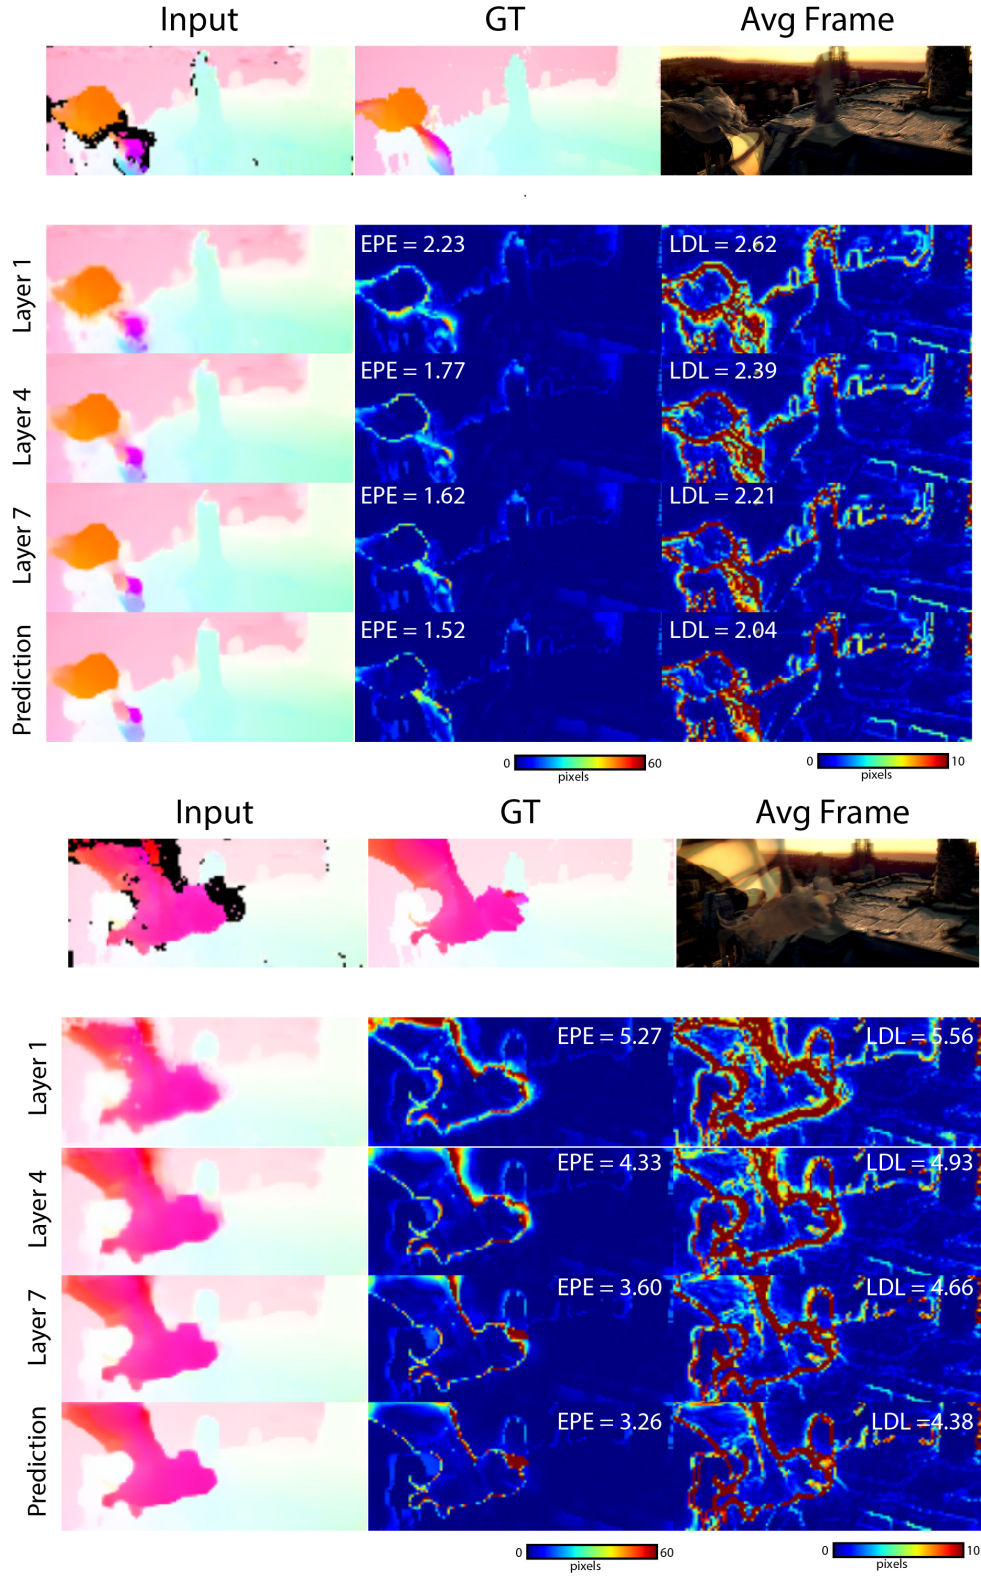 Input GT Avg Frame
Layer 1 EPE = 2.23 LDL = 2.62
Layer 4 EPE = 1.77 LDL = 2.39
Layer 7 EPE = 1.62 LDL = 2.21
Prediction EPE = 1.52 LDL = 2.04
0 60 0 10
pixels pixels
Input GT Avg Frame
Layer 1 EPE = 5.27 LDL = 5.56
Layer 4 EPE = 4.33 LDL = 4.93
Layer 7 EPE = 3.60 LDL = 4.66
Prediction EPE = 3.26 LDL =4.38
0 60 0 10
pixels pixels